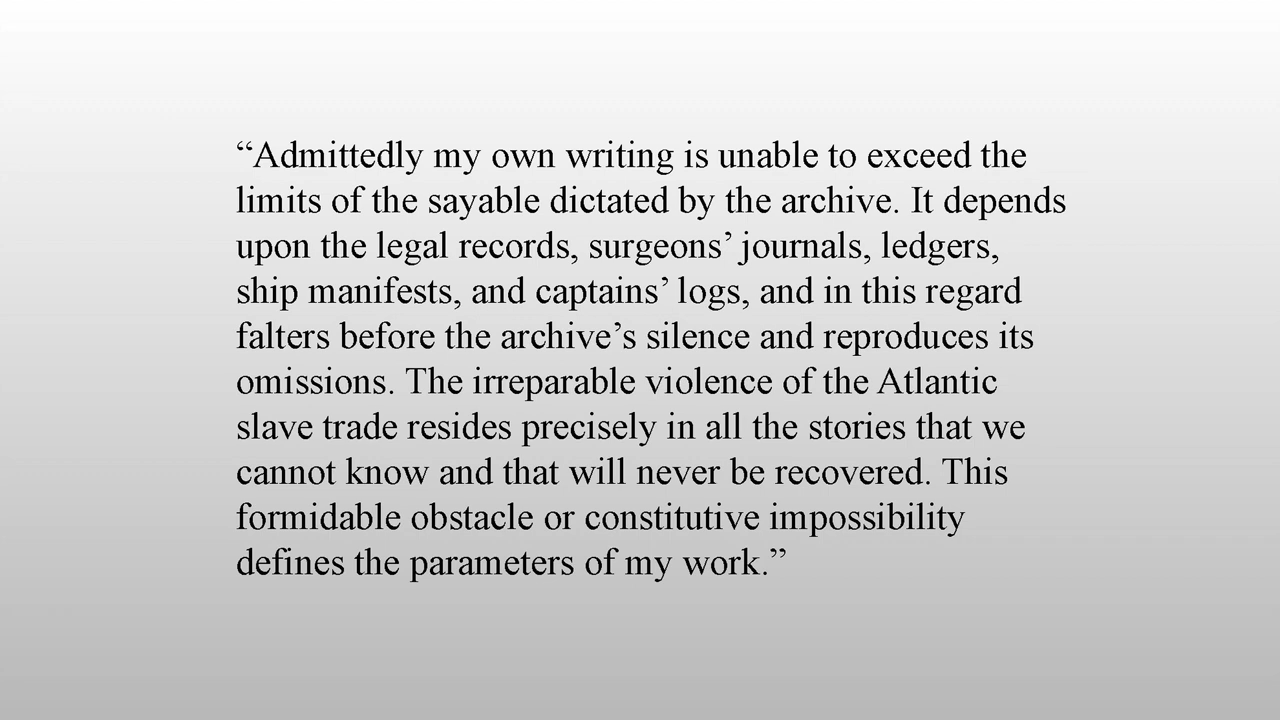 “Admittedly my own writing is unable to exceed the
limits of the sayable dictated by the archive. It depends
upon the legal records, surgeons’ journals, ledgers,
ship manifests, and captains’ logs, and in this regard
falters before the archive’s silence and reproduces its
omissions. The irreparable violence of the Atlantic
slave trade resides precisely in all the stories that we
cannot know and that will never be recovered. This
formidable obstacle or constitutive impossibility
defines the parameters of my work.”